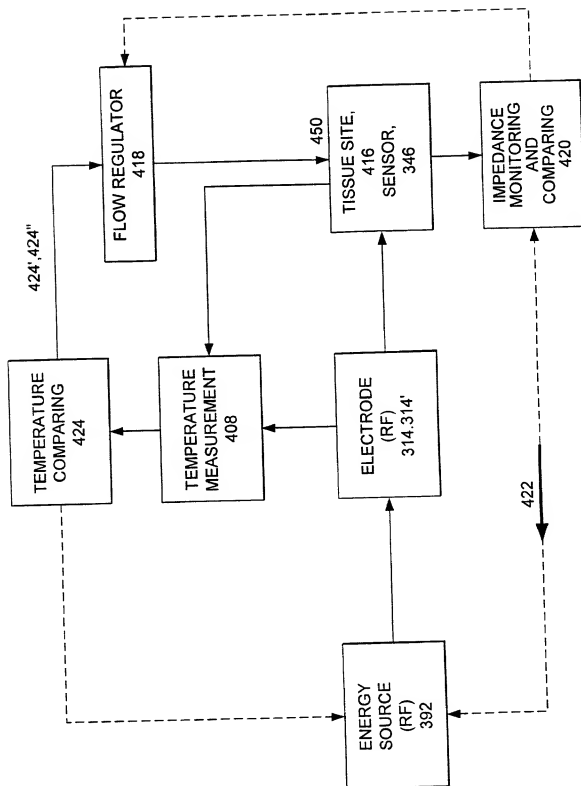 424',424"
FLOW REGULATOR
418
TEMPERATURE
COMPARING
424
450
TISSUE SITE,
416
SENSOR,
346
TEMPERATURE
MEASUREMENT
408
IMPEDANCE
MONITORING
AND
COMPARING
420
ELECTRODE
(RF)
314.314'
422
ENERGY
SOURCE
(RF)
392